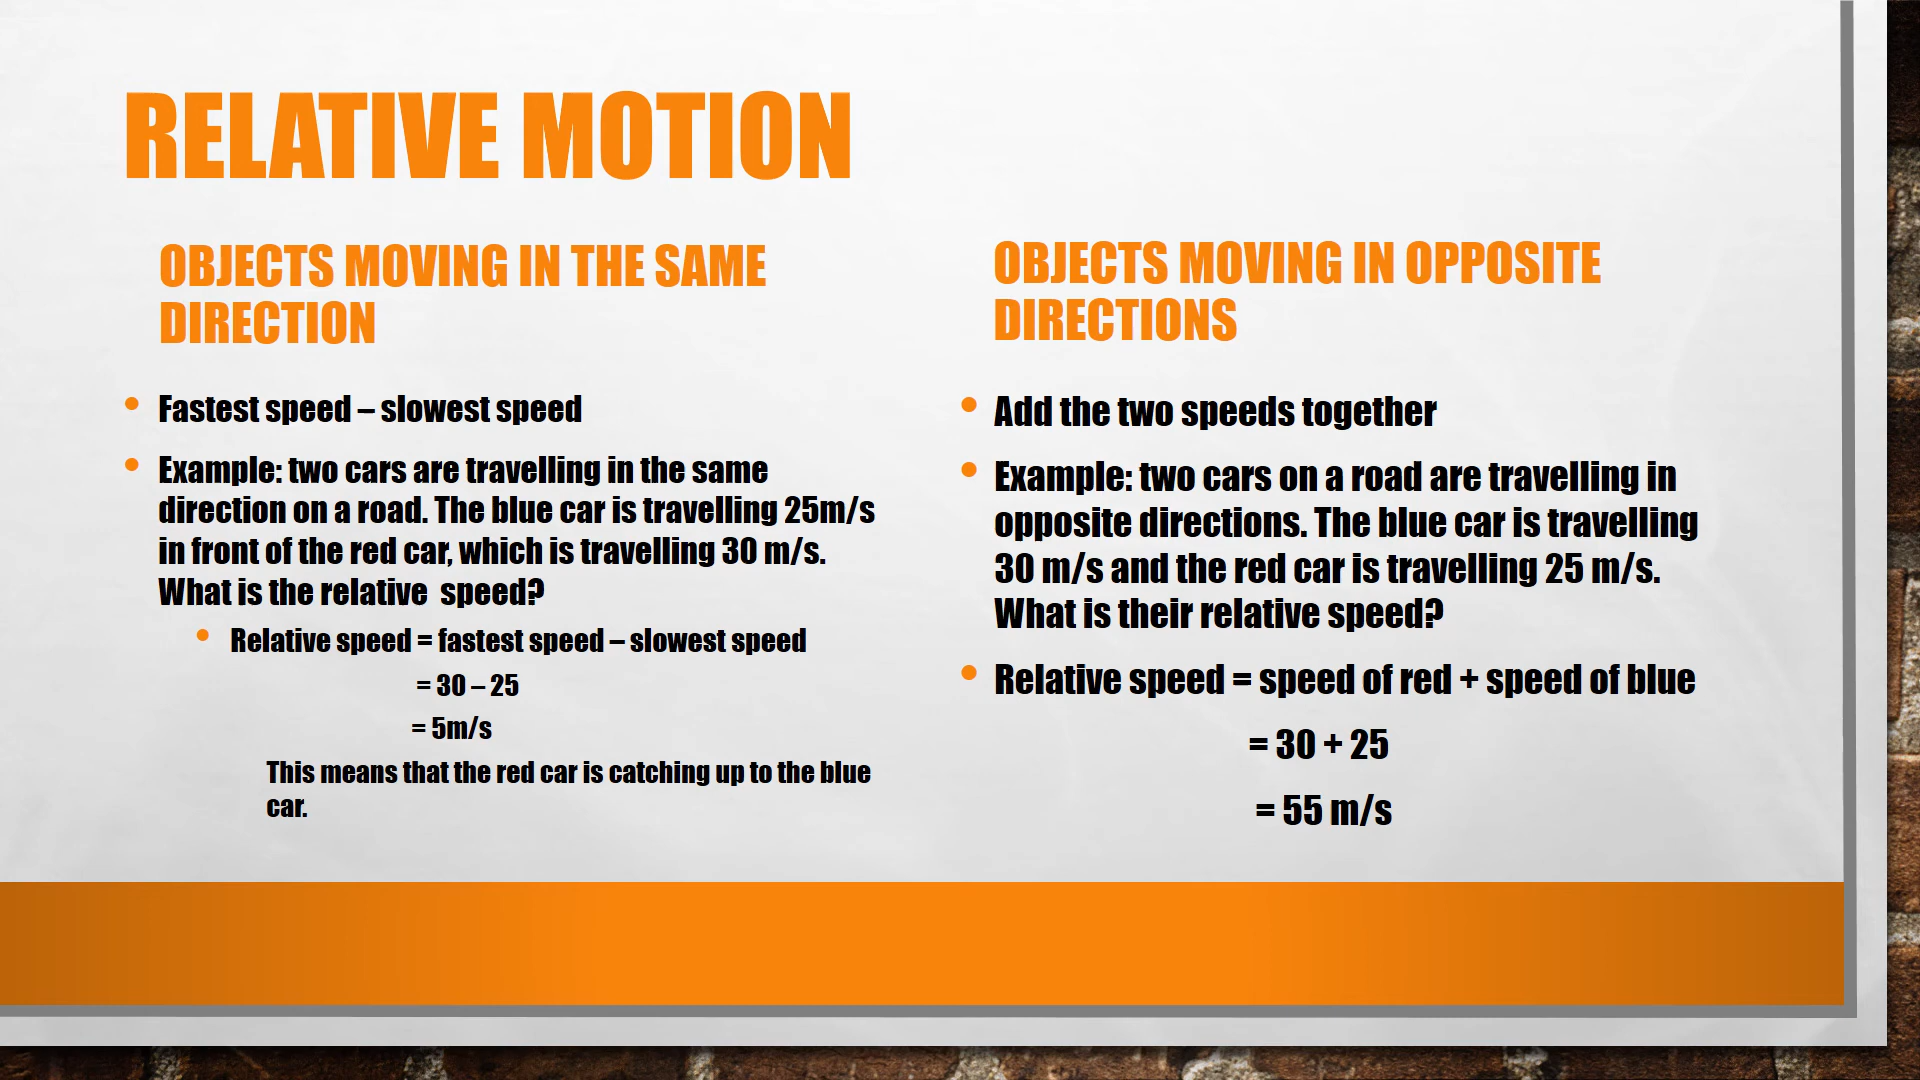 RELATIVE MOTION
OBJECTS MOVING IN THE SAME
DIRECTION
• Fastest speed – slowest speed
• Example: two cars are travelling in the same
direction on a road. The blue car is travelling 25m/s
in front of the red car, which is travelling 30 m/s.
What is the relative  speed?
• Relative speed = fastest speed – slowest speed
= 30 – 25
= 5m/s
This means that the red car is catching up to the blue
car.
OBJECTS MOVING IN OPPOSITE
DIRECTIONS
• Add the two speeds together
• Example: two cars on a road are travelling in
opposite directions. The blue car is travelling
30 m/s and the red car is travelling 25 m/s.
What is their relative speed?
• Relative speed = speed of red + speed of blue
= 30 + 25
= 55 m/s